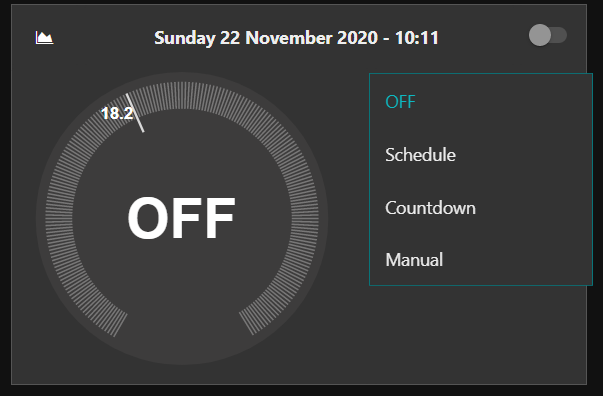 Sunday 22 November 2020 - 10:11
18.2
OFF
OFF
Schedule
Countdown
Manual